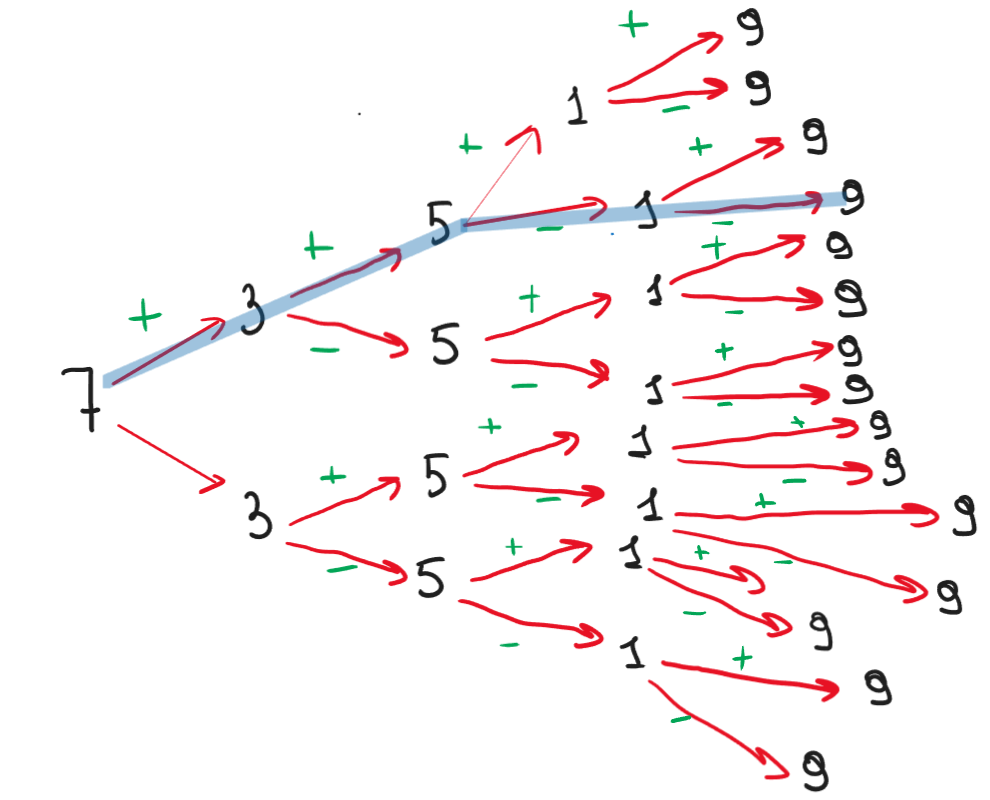 + 9
1 − 9
+ + 9
5 − 1 − 9
+ + 9
+ 3 + 1 − 9
− 5 − + 9
7 1 − 9
+ 1 + 9
+ 5 − − 9
3 1 + 9
− 5 + 1 + − 9
− − 9
1 + 9
− 9